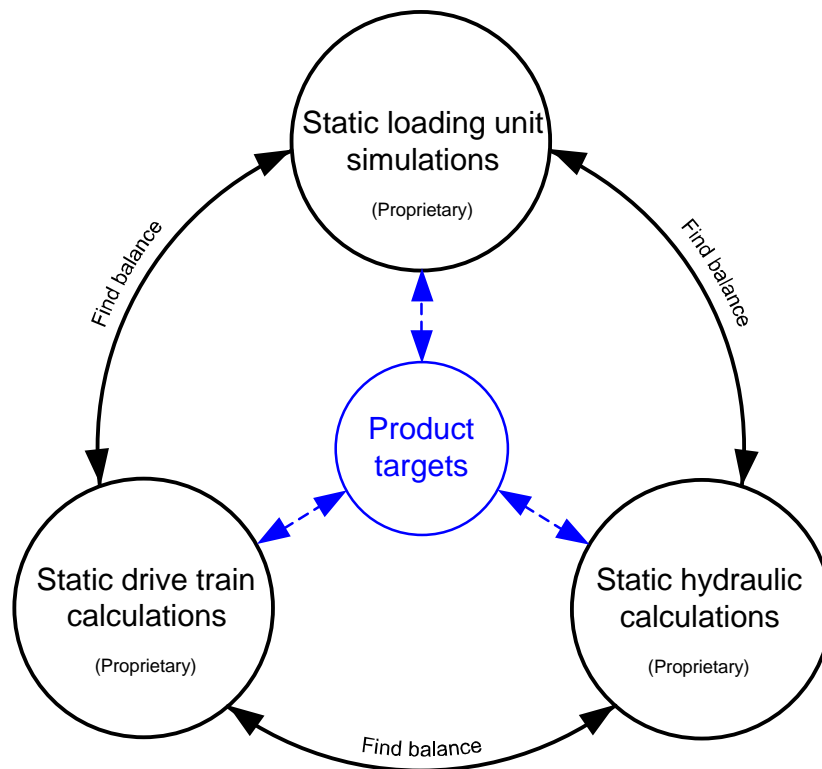 Static loading unit
simulations
(Proprietary)
Find balance
Find balance
Product
targets
Static drive train
calculations
(Proprietary)
Static hydraulic
calculations
(Proprietary)
Find balance